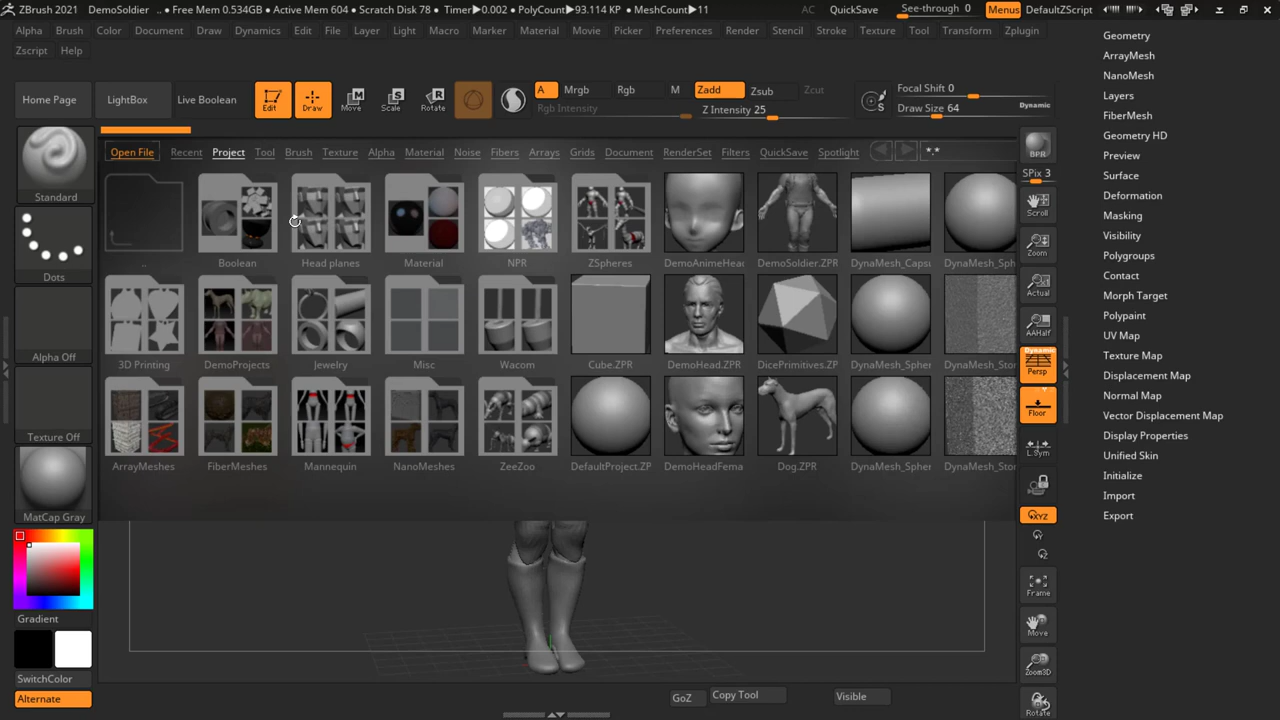 ZBrush 2021 DemoSoldier .. • Free Mem 0.534GB • Active Mem 604 • Scratch Disk 78 • Timer▶0.002 • PolyCount▶93.114 KP • MeshCount▶11 AC QuickSave See-through 0 Menus DefaultZScript
Alpha Brush Color Document Draw Dynamics Edit File Layer Light Macro Marker Material Movie Picker Preferences Render Stencil Stroke Texture Tool Transform Zplugin
Zscript Help
Home Page LightBox Live Boolean Edit Draw Move Scale Rotate A Mrgb Rgb M Zadd Zsub Zcut Focal Shift 0
Rgb Intensity Z Intensity 25 Draw Size 64 Dynamic
Open File Recent Project Tool Brush Texture Alpha Material Noise Fibers Arrays Grids Document RenderSet Filters QuickSave Spotlight *.*
.. Boolean Head planes Material NPR ZSpheres DemoAnimeHead DemoSoldier.ZPR DynaMesh_Caps DynaMesh_Sph
3D Printing DemoProjects Jewelry Misc Wacom Cube.ZPR DemoHead.ZPR DicePrimitives.ZP DynaMesh_Spher DynaMesh_Stor
ArrayMeshes FiberMeshes Mannequin NanoMeshes ZeeZoo DefaultProject.ZP DemoHeadFema Dog.ZPR DynaMesh_Spher DynaMesh_Stor
Standard
Dots
Alpha Off
Texture Off
MatCap Gray
Gradient
SwitchColor
Alternate
BPR
SPix 3
Scroll
Zoom
Actual
AAHalf
Dynamic
Persp
Floor
L.Sym
XYZ
Y
Z
Frame
Move
Zoom3D
Rotate
GoZ Copy Tool Visible
Geometry
ArrayMesh
NanoMesh
Layers
FiberMesh
Geometry HD
Preview
Surface
Deformation
Masking
Visibility
Polygroups
Contact
Morph Target
Polypaint
UV Map
Texture Map
Displacement Map
Normal Map
Vector Displacement Map
Display Properties
Unified Skin
Initialize
Import
Export